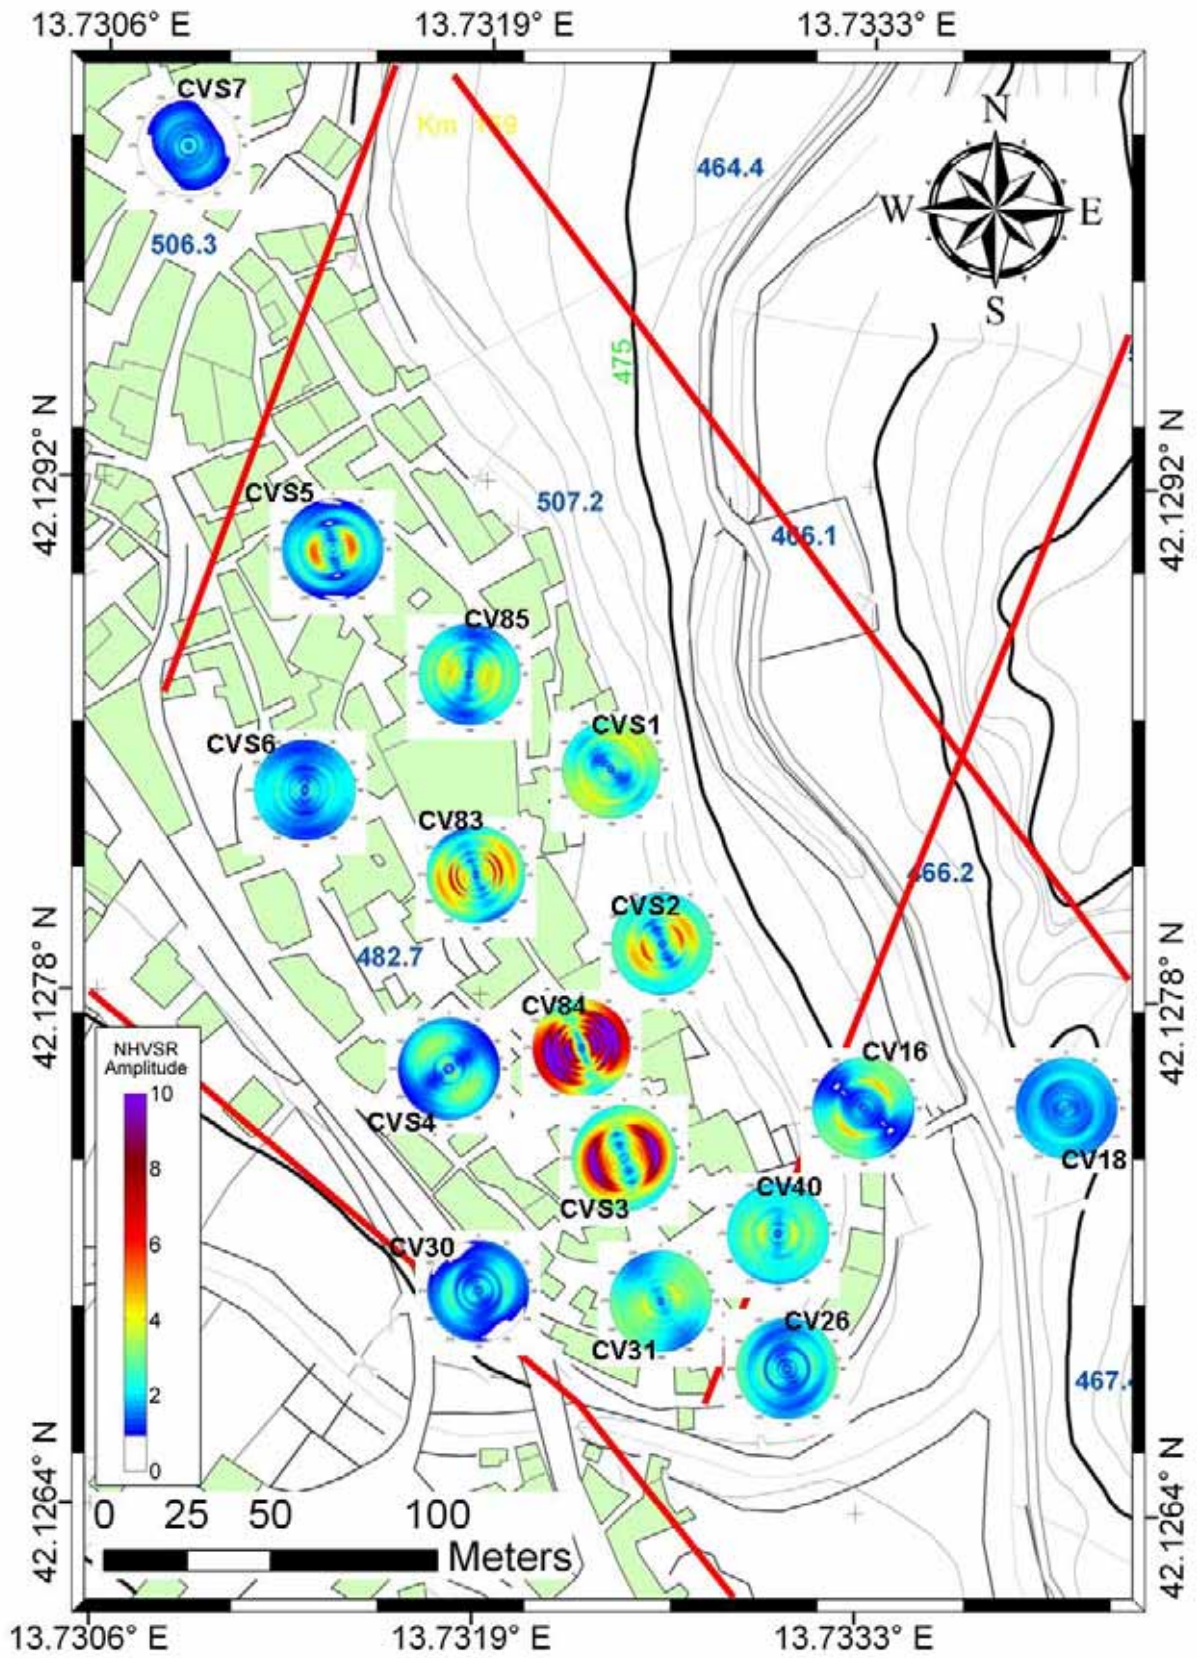 13.7306° E 13.7319° E 13.7333° E
CVS7
Km 169
464.4
N
W E
S
506.3
475
42.1292° N
42.1292° N
CVS5
507.2
466.1
CV85
CVS6
CVS1
CV83
466.2
CVS2
482.7
42.1278° N
42.1278° N
CV84
CV16
NHVSR
Amplitude
10
8
6
4
2
0
CVS4
CV18
CV40
CVS3
CV30
CV26
CV31
467.
42.1264° N
42.1264° N
0 25 50 100
Meters
13.7306° E 13.7319° E 13.7333° E